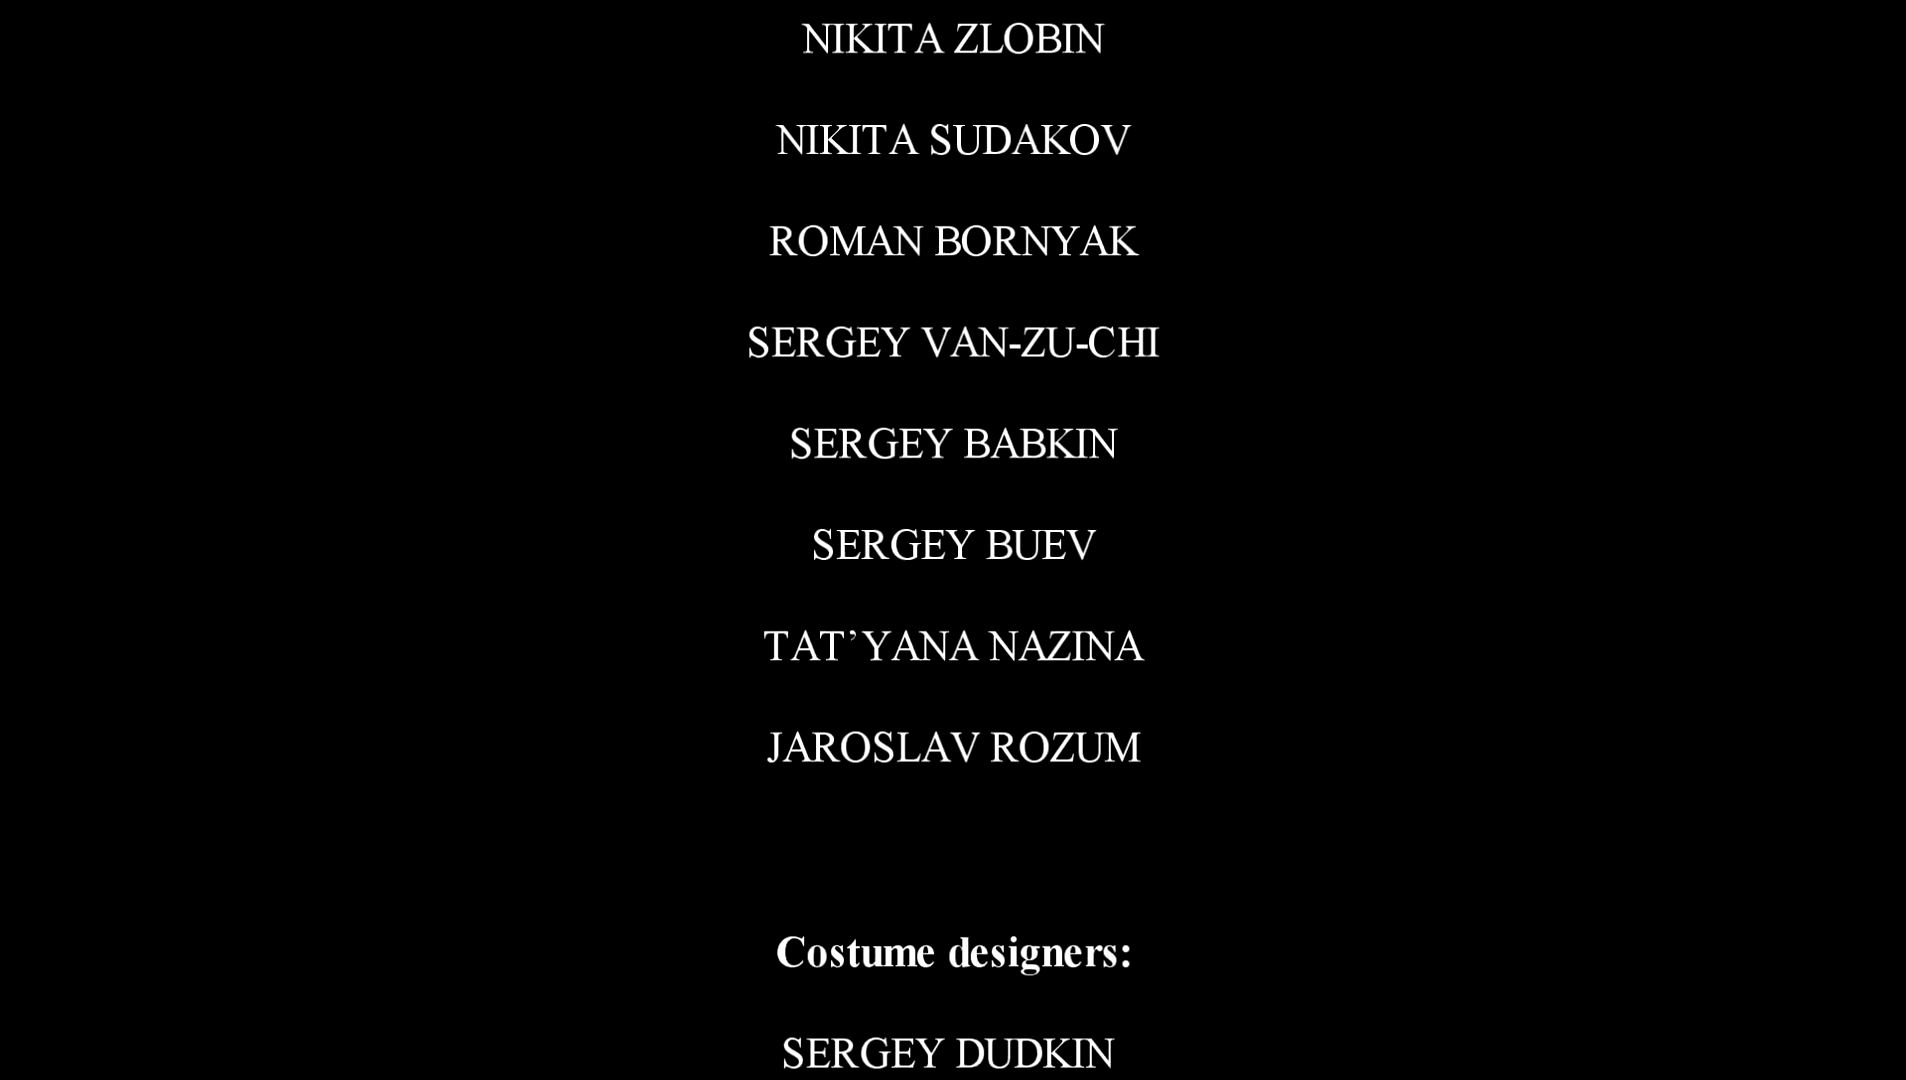 NIKITA ZLOBIN
NIKITA SUDAKOV
ROMAN BORNYAK
SERGEY VAN-ZU-CHI
SERGEY BABKIN
SERGEY BUEV
TAT’YANA NAZINA
JAROSLAV ROZUM
Costume designers:
SERGEY DUDKIN